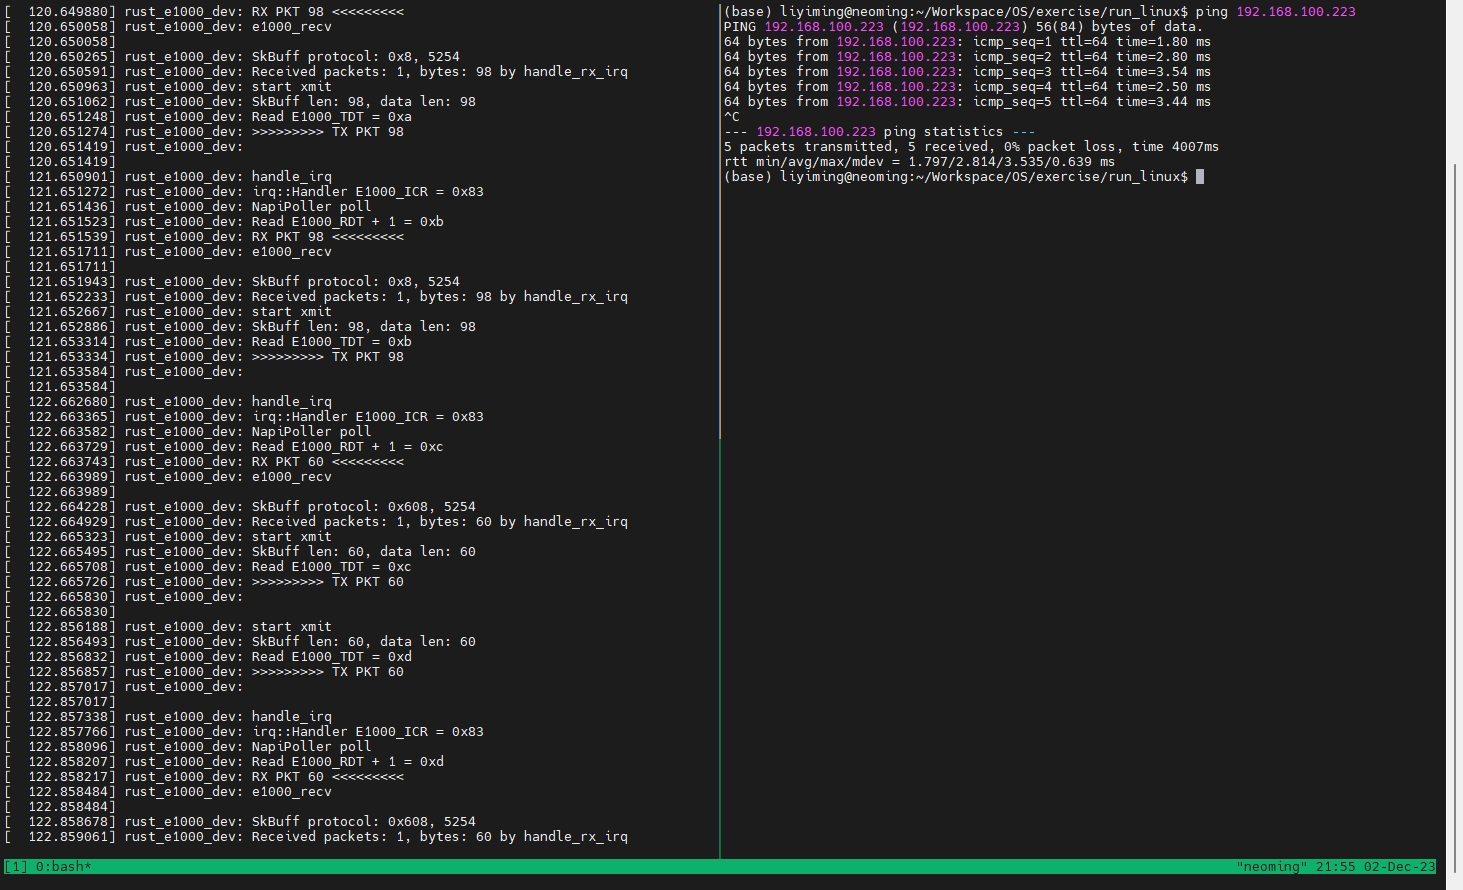 [  120.649880] rust_e1000_dev: RX PKT 98 <<<<<<<<<
[  120.650058] rust_e1000_dev: e1000_recv
[  120.650058]
[  120.650265] rust_e1000_dev: SkBuff protocol: 0x8, 5254
[  120.650591] rust_e1000_dev: Received packets: 1, bytes: 98 by handle_rx_irq
[  120.650963] rust_e1000_dev: start xmit
[  120.651062] rust_e1000_dev: SkBuff len: 98, data len: 98
[  120.651248] rust_e1000_dev: Read E1000_TDT = 0xa
[  120.651274] rust_e1000_dev: >>>>>>>>> TX PKT 98
[  120.651419] rust_e1000_dev:
[  120.651419]
[  121.650901] rust_e1000_dev: handle_irq
[  121.651272] rust_e1000_dev: irq::Handler E1000_ICR = 0x83
[  121.651436] rust_e1000_dev: NapiPoller poll
[  121.651523] rust_e1000_dev: Read E1000_RDT + 1 = 0xb
[  121.651539] rust_e1000_dev: RX PKT 98 <<<<<<<<<
[  121.651711] rust_e1000_dev: e1000_recv
[  121.651711]
[  121.651943] rust_e1000_dev: SkBuff protocol: 0x8, 5254
[  121.652233] rust_e1000_dev: Received packets: 1, bytes: 98 by handle_rx_irq
[  121.652667] rust_e1000_dev: start xmit
[  121.652886] rust_e1000_dev: SkBuff len: 98, data len: 98
[  121.653314] rust_e1000_dev: Read E1000_TDT = 0xb
[  121.653334] rust_e1000_dev: >>>>>>>>> TX PKT 98
[  121.653584] rust_e1000_dev:
[  121.653584]
[  122.662680] rust_e1000_dev: handle_irq
[  122.663365] rust_e1000_dev: irq::Handler E1000_ICR = 0x83
[  122.663582] rust_e1000_dev: NapiPoller poll
[  122.663729] rust_e1000_dev: Read E1000_RDT + 1 = 0xc
[  122.663743] rust_e1000_dev: RX PKT 60 <<<<<<<<<
[  122.663989] rust_e1000_dev: e1000_recv
[  122.663989]
[  122.664228] rust_e1000_dev: SkBuff protocol: 0x608, 5254
[  122.664929] rust_e1000_dev: Received packets: 1, bytes: 60 by handle_rx_irq
[  122.665323] rust_e1000_dev: start xmit
[  122.665495] rust_e1000_dev: SkBuff len: 60, data len: 60
[  122.665708] rust_e1000_dev: Read E1000_TDT = 0xc
[  122.665726] rust_e1000_dev: >>>>>>>>> TX PKT 60
[  122.665830] rust_e1000_dev:
[  122.665830]
[  122.856188] rust_e1000_dev: start xmit
[  122.856493] rust_e1000_dev: SkBuff len: 60, data len: 60
[  122.856832] rust_e1000_dev: Read E1000_TDT = 0xd
[  122.856857] rust_e1000_dev: >>>>>>>>> TX PKT 60
[  122.857017] rust_e1000_dev:
[  122.857017]
[  122.857338] rust_e1000_dev: handle_irq
[  122.857766] rust_e1000_dev: irq::Handler E1000_ICR = 0x83
[  122.858096] rust_e1000_dev: NapiPoller poll
[  122.858207] rust_e1000_dev: Read E1000_RDT + 1 = 0xd
[  122.858217] rust_e1000_dev: RX PKT 60 <<<<<<<<<
[  122.858484] rust_e1000_dev: e1000_recv
[  122.858484]
[  122.858678] rust_e1000_dev: SkBuff protocol: 0x608, 5254
[  122.859061] rust_e1000_dev: Received packets: 1, bytes: 60 by handle_rx_irq
(base) liyiming@neoming:~/Workspace/OS/exercise/run_linux$ ping 192.168.100.223
PING 192.168.100.223 (192.168.100.223) 56(84) bytes of data.
64 bytes from 192.168.100.223: icmp_seq=1 ttl=64 time=1.80 ms
64 bytes from 192.168.100.223: icmp_seq=2 ttl=64 time=2.80 ms
64 bytes from 192.168.100.223: icmp_seq=3 ttl=64 time=3.54 ms
64 bytes from 192.168.100.223: icmp_seq=4 ttl=64 time=2.50 ms
64 bytes from 192.168.100.223: icmp_seq=5 ttl=64 time=3.44 ms
^C
--- 192.168.100.223 ping statistics ---
5 packets transmitted, 5 received, 0% packet loss, time 4007ms
rtt min/avg/max/mdev = 1.797/2.814/3.535/0.639 ms
(base) liyiming@neoming:~/Workspace/OS/exercise/run_linux$
[1] 0:bash*
"neoming" 21:55 02-Dec-23